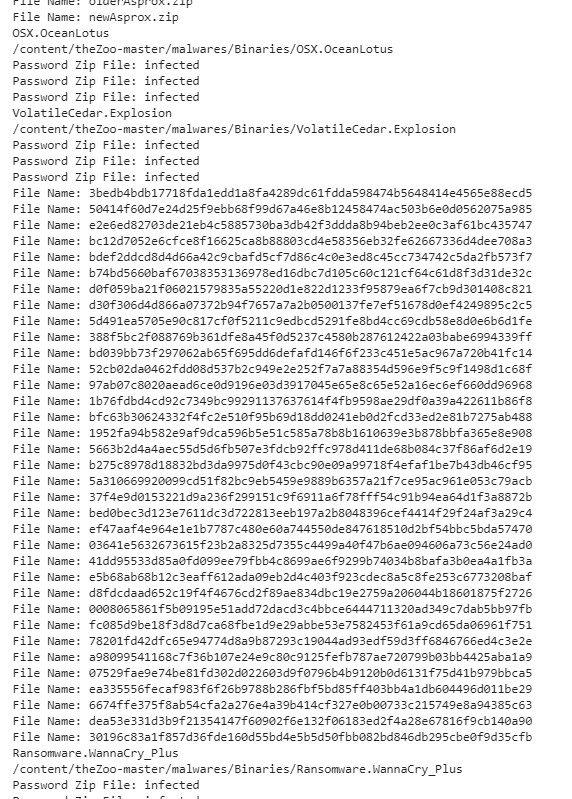 File Name: olderAsprox.zip
File Name: newAsprox.zip
OSX.OceanLotus
/content/theZoo-master/malwares/Binaries/OSX.OceanLotus
Password Zip File: infected
Password Zip File: infected
Password Zip File: infected
VolatileCedar.Explosion
/content/theZoo-master/malwares/Binaries/VolatileCedar.Explosion
Password Zip File: infected
Password Zip File: infected
Password Zip File: infected
File Name: 3bedb4bdb17718fda1edd1a8fa4289dc61fdda598474b5648414e4565e88ecd5
File Name: 50414f60d7e24d25f9ebb68f99d67a46e8b12458474ac503b6e0d0562075a985
File Name: e2e6ed82703de21eb4c5885730ba3db42f3ddda8b94beb2ee0c3af61bc435747
File Name: bc12d7052e6cfce8f16625ca8b88803cd4e58356eb32fe62667336d4dee708a3
File Name: bdef2ddcd8d4d66a42c9cbafd5cf7d86c4c0e3ed8c45cc734742c5da2fb573f7
File Name: b74bd5660baf67038353136978ed16dbc7d105c60c121cf64c61d8f3d31de32c
File Name: d0f059ba21f06021579835a55220d1e822d1233f95879ea6f7cb9d301408c821
File Name: d30f306d4d866a07372b94f7657a7a2b0500137fe7ef51678d0ef4249895c2c5
File Name: 5d491ea5705e90c817cf0f5211c9edbcd5291fe8bd4cc69cdb58e8d0e6b6d1fe
File Name: 388f5bc2f088769b361dfe8a45f0d5237c4580b287612422a03babe6994339ff
File Name: bd039bb73f297062ab65f695dd6defafd146f6f233c451e5ac967a720b41fc14
File Name: 52cb02da0462fdd08d537b2c949e2e252f7a7a88354d596e9f5c9f1498d1c68f
File Name: 97ab07c8020aead6ce0d9196e03d3917045e65e8c65e52a16ec6ef660dd96968
File Name: 1b76fdbd4cd92c7349bc99291137637614f4fb9598ae29df0a39a422611b86f8
File Name: bfc63b30624332f4fc2e510f95b69d18dd0241eb0d2fcd33ed2e81b7275ab488
File Name: 1952fa94b582e9af9dca596b5e51c585a78b8b1610639e3b878bbfa365e8e908
File Name: 5663b2d4a4aec55d5d6fb507e3fdcb92ffc978d411de68b084c37f86af6d2e19
File Name: b275c8978d18832bd3da9975d0f43cbc90e09a99718f4efaf1be7b43db46cf95
File Name: 5a310669920099cd51f82bc9eb5459e9889b6357a21f7ce95ac961e053c79acb
File Name: 37f4e9d0153221d9a236f299151c9f6911a6f78fff54c91b94ea64d1f3a8872b
File Name: bed0bec3d123e7611dc3d722813eeb197a2b8048396cef4414f29f24af3a29c4
File Name: ef47aaf4e964e1e1b7787c480e60a744550de847618510d2bf54bbc5bda57470
File Name: 03641e5632673615f23b2a8325d7355c4499a40f47b6ae094606a73c56e24ad0
File Name: 41dd95533d85a0fd099ee79fbb4c8699ae6f9299b74034b8bafa3b0ea4a1fb3a
File Name: e5b68ab68b12c3eaff612ada09eb2d4c403f923cdec8a5c8fe253c6773208baf
File Name: d8fdcdaad652c19f4f4676cd2f89ae834dbc19e2759a206044b18601875f2726
File Name: 0008065861f5b09195e51add72dacd3c4bbce6444711320ad349c7dab5bb97fb
File Name: fc085d9be18f3d8d7ca68fbe1d9e29abbe53e7582453f61a9cd65da06961f751
File Name: 78201fd42dfc65e94774d8a9b87293c19044ad93edf59d3ff6846766ed4c3e2e
File Name: a98099541168c7f36b107e24e9c80c9125fefb787ae720799b03bb4425aba1a9
File Name: 07529fae9e74be81fd302d022603d9f0796b4b9120b0d6131f75d41b979bbca5
File Name: ea335556fecaf983f6f26b9788b286fbf5bd85ff403bb4a1db604496d011be29
File Name: 6674ffe375f8ab54cfa2a276e4a39b414cf327e0b00733c215749e8a94385c63
File Name: dea53e331d3b9f21354147f60902f6e132f06183ed2f4a28e67816f9cb140a90
File Name: 30196c83a1f857d36fde160d55bd4e5b5d50fbb082bd846db295cbe0f9d35cfb
Ransomware.WannaCry_Plus
/content/theZoo-master/malwares/Binaries/Ransomware.WannaCry_Plus
Password Zip File: infected
Password Zip File: infected